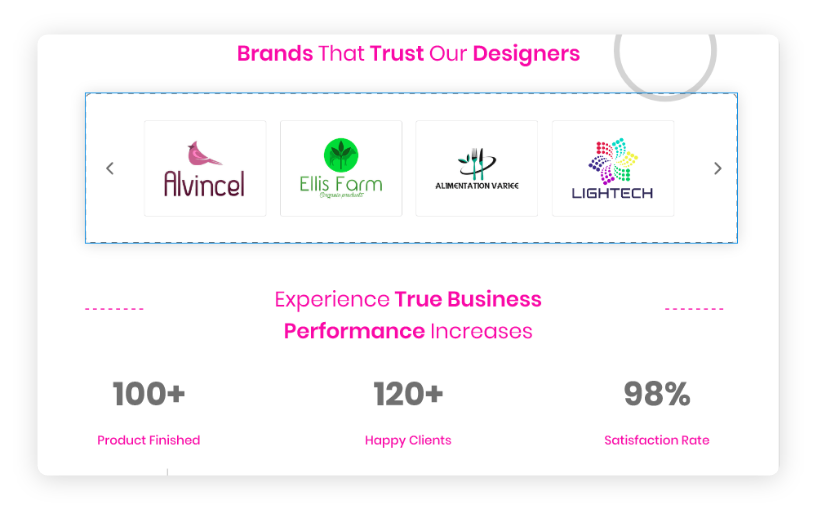 Brands That Trust Our Designers
Alvincel
Ellis Farm
Organic products
ALIMENTATION VARIEE
LIGHTECH
Experience True Business
Performance Increases
100+
120+
98%
Product Finished
Happy Clients
Satisfaction Rate